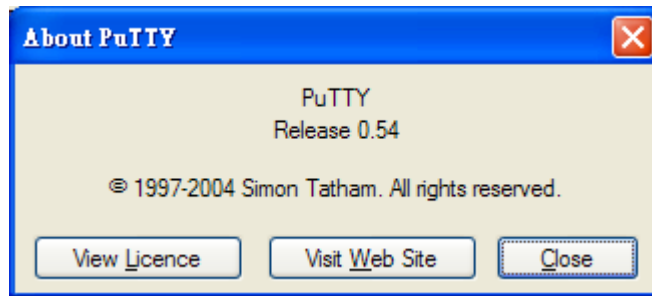 About PuTTY
PuTTY
Release 0.54
© 1997-2004 Simon Tatham. All rights reserved.
View Licence
Visit Web Site
Close